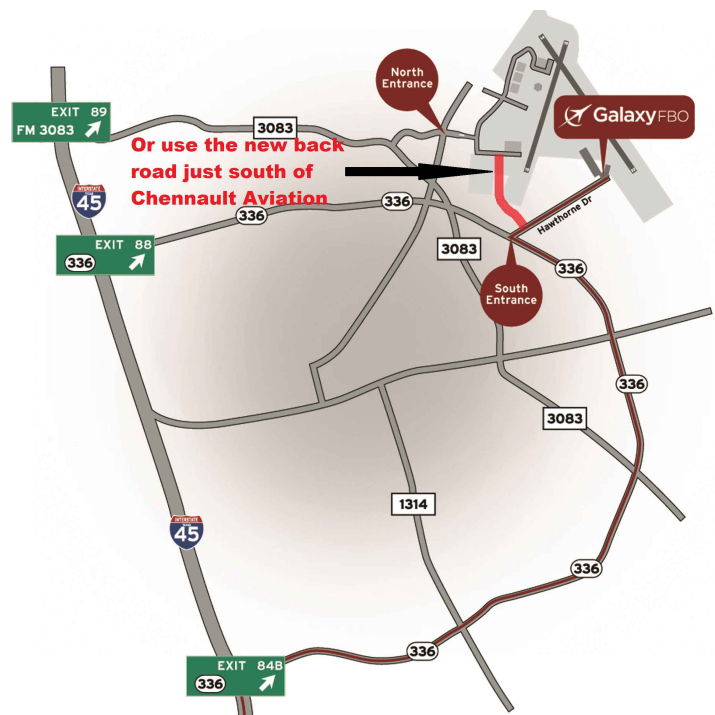 North
Entrance
EXIT 89
FM 3083
GalaxyFBO
3083
Or use the new back
road just south of
Chennault Aviation
INTERSTATE
45
336
336
Hawthorne Dr
EXIT 88
336
3083
336
South
Entrance
336
3083
1314
INTERSTATE
45
336
336
EXIT 84B
336